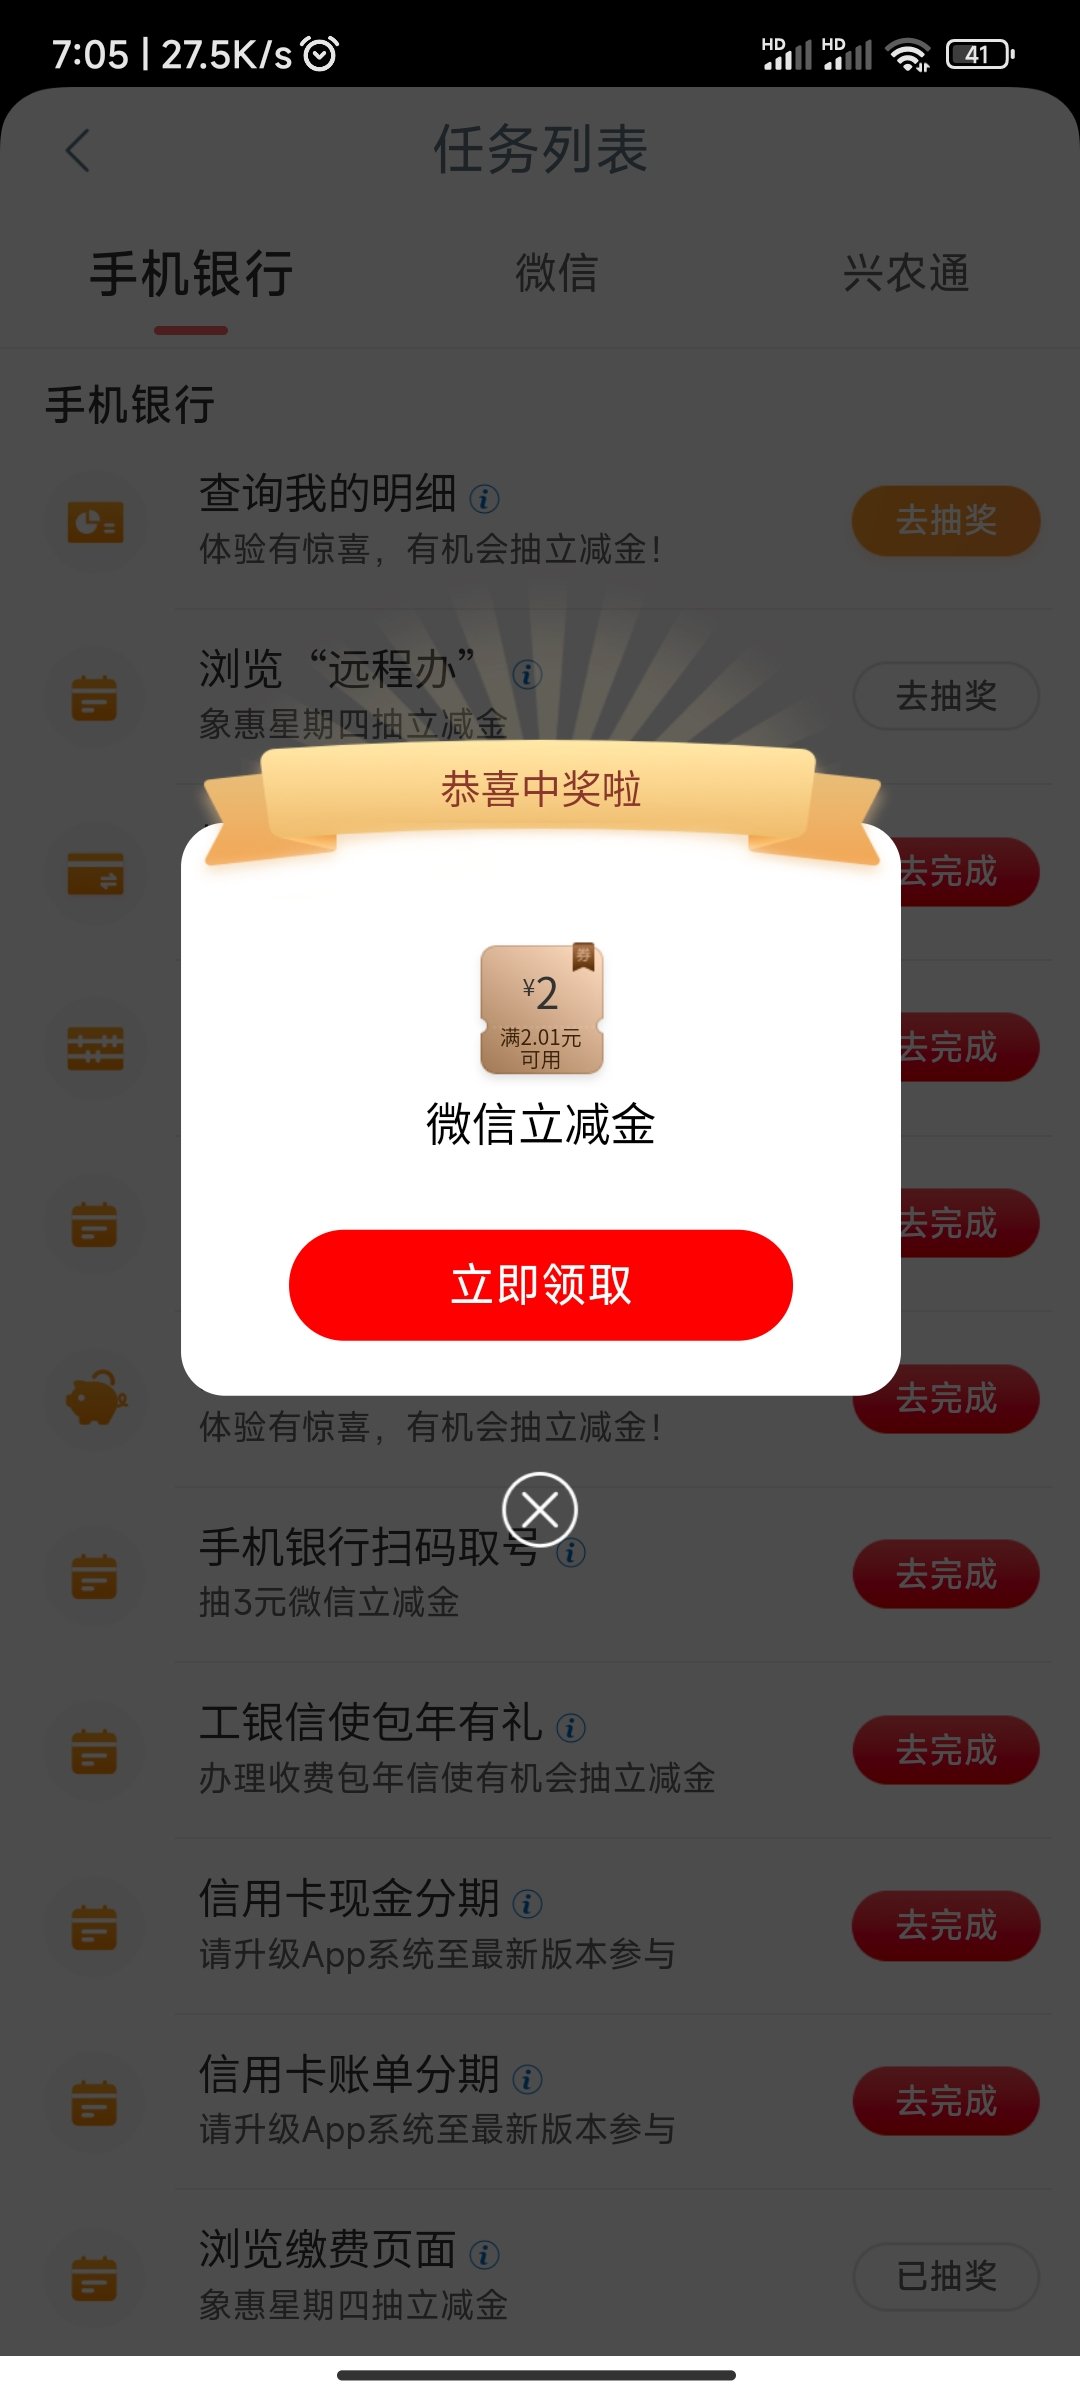 7:05 | 27.5K/s
HD HD 41
任务列表
手机银行 微信 兴农通
手机银行
查询我的明细
去抽奖
体验有惊喜，有机会抽立减金！
浏览“远程办”
去抽奖
象惠星期四抽立减金
恭喜中奖啦
去完成
券
¥2
满2.01元
可用
去完成
微信立减金
去完成
立即领取
去完成
体验有惊喜，有机会抽立减金！
手机银行扫码取号
去完成
抽3元微信立减金
工银信使包年有礼
去完成
办理收费包年信使有机会抽立减金
信用卡现金分期
去完成
请升级App系统至最新版本参与
信用卡账单分期
去完成
请升级App系统至最新版本参与
浏览缴费页面
已抽奖
象惠星期四抽立减金